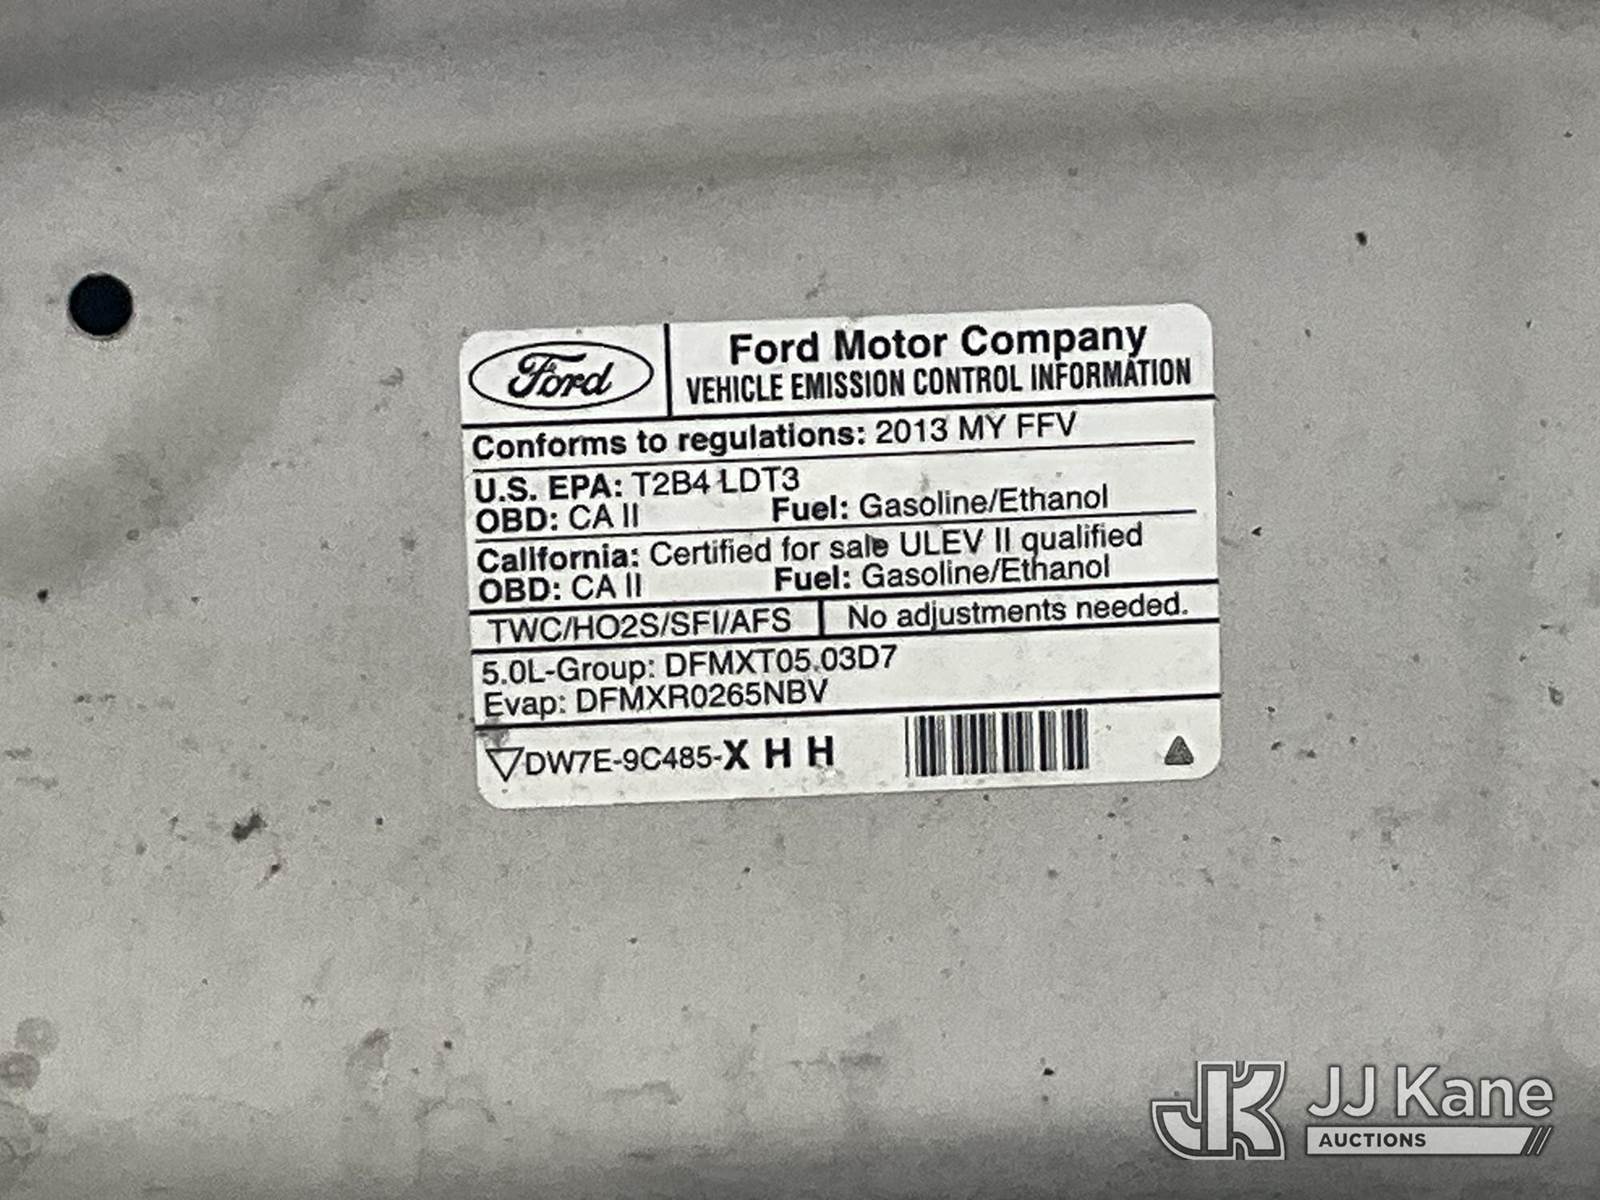 Ford
Ford Motor Company
VEHICLE EMISSION CONTROL INFORMATION
Conforms to regulations: 2013 MY FFV
U.S. EPA: T2B4 LDT3
OBD: CA II Fuel: Gasoline/Ethanol
California: Certified for sale ULEV II qualified
OBD: CA II Fuel: Gasoline/Ethanol
TWC/HO2S/SFI/AFS No adjustments needed.
5.0L-Group: DFMXT05.03D7
Evap: DFMXR0265NBV
DW7E-9C485-X H H
JK JJ Kane
AUCTIONS